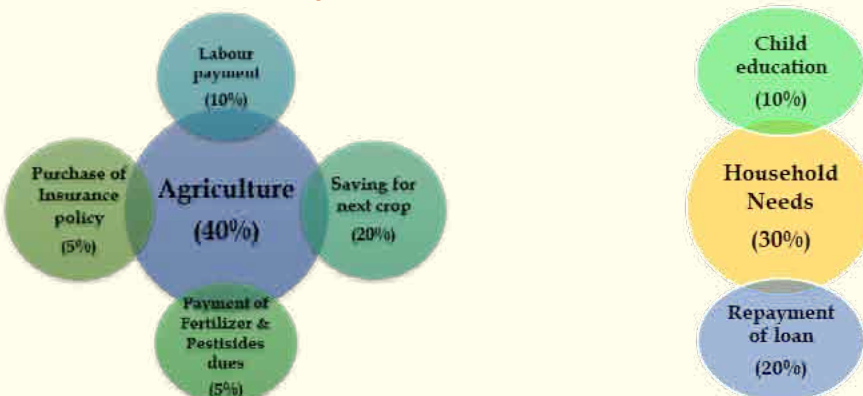 Labour
payment
(10%)
Purchase of
Insurance
policy
(5%)
Agriculture
(40%)
Saving for
next crop
(20%)
Payment of
Fertilizer &
Pestisides
dues
(5%)
Child
education
(10%)
Household
Needs
(30%)
Repayment
of loan
(20%)